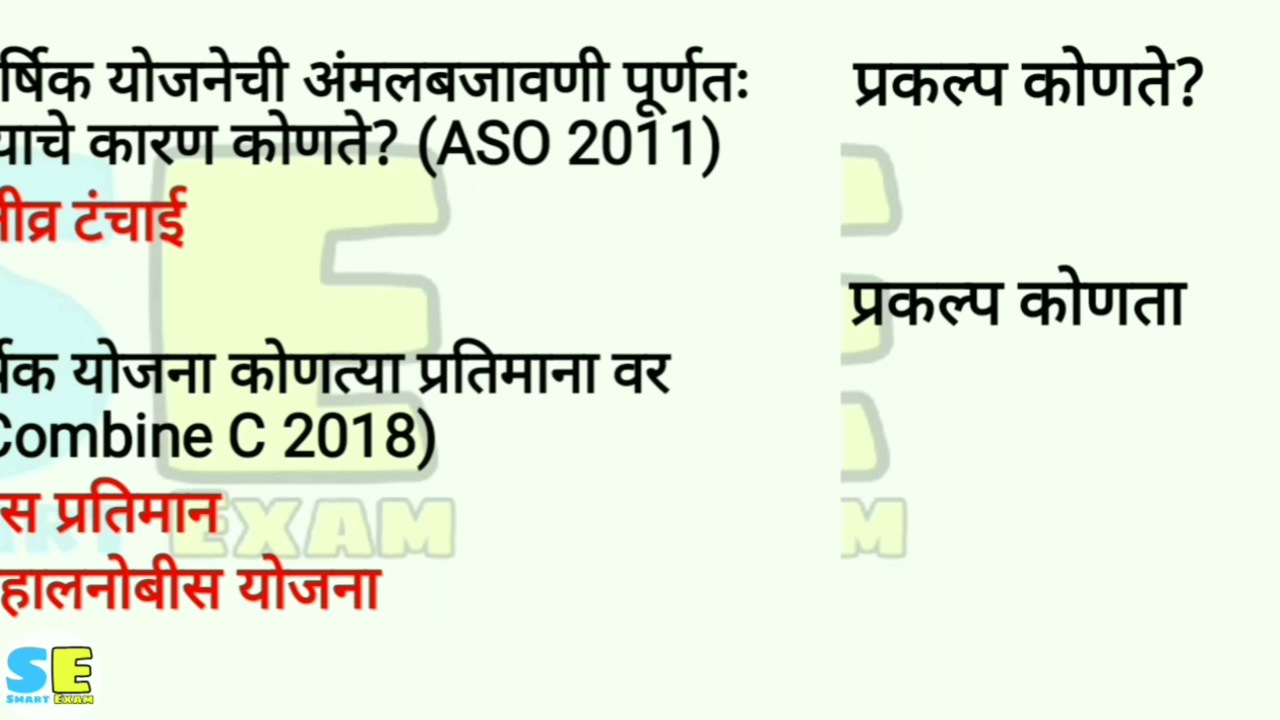 र्षिक योजनेची अंमलबजावणी पूर्णतः
याचे कारण कोणते? (ASO 2011)
तीव्र टंचाई
र्षिक योजना कोणत्या प्रतिमाना वर
Combine C 2018)
स प्रतिमान
हालनोबीस योजना
प्रकल्प कोणते?
प्रकल्प कोणता
EXAM
SE
SMART EXAM